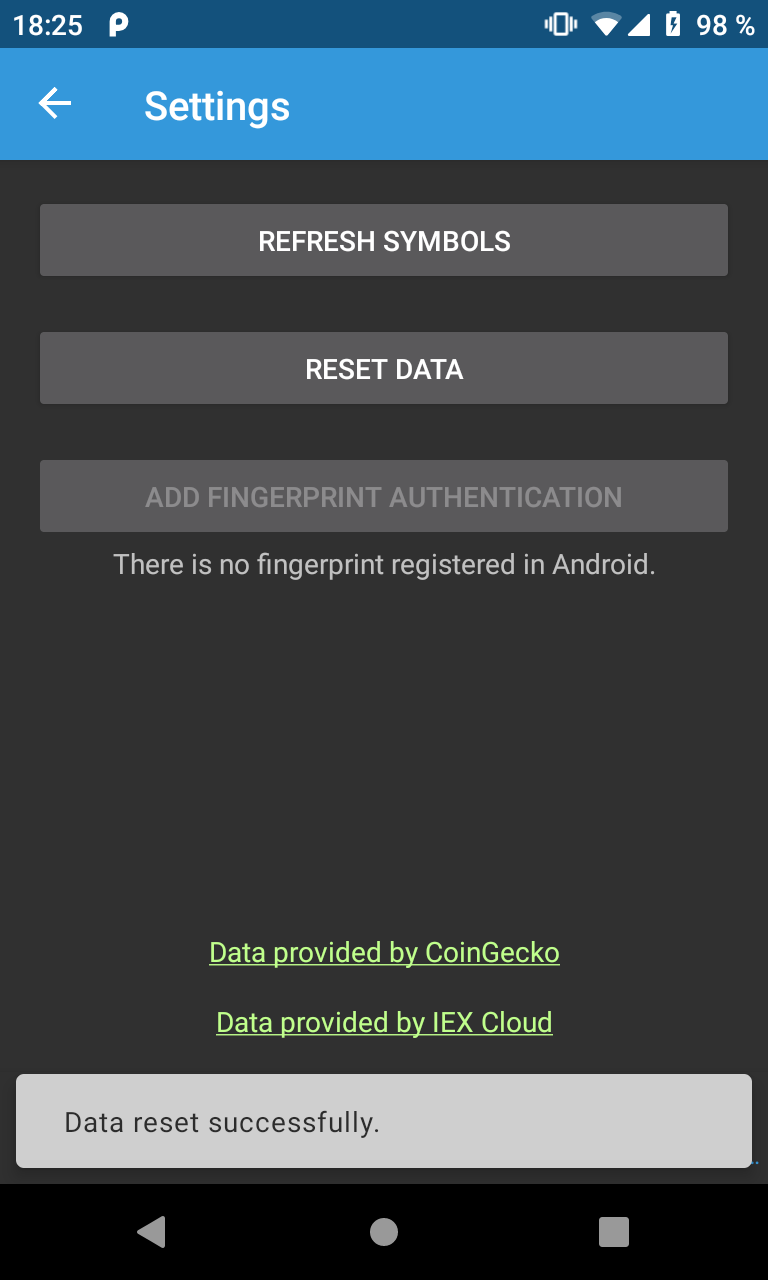 18:25 98 %
Settings
REFRESH SYMBOLS
RESET DATA
ADD FINGERPRINT AUTHENTICATION
There is no fingerprint registered in Android.
Data provided by CoinGecko
Data provided by IEX Cloud
Data reset successfully.